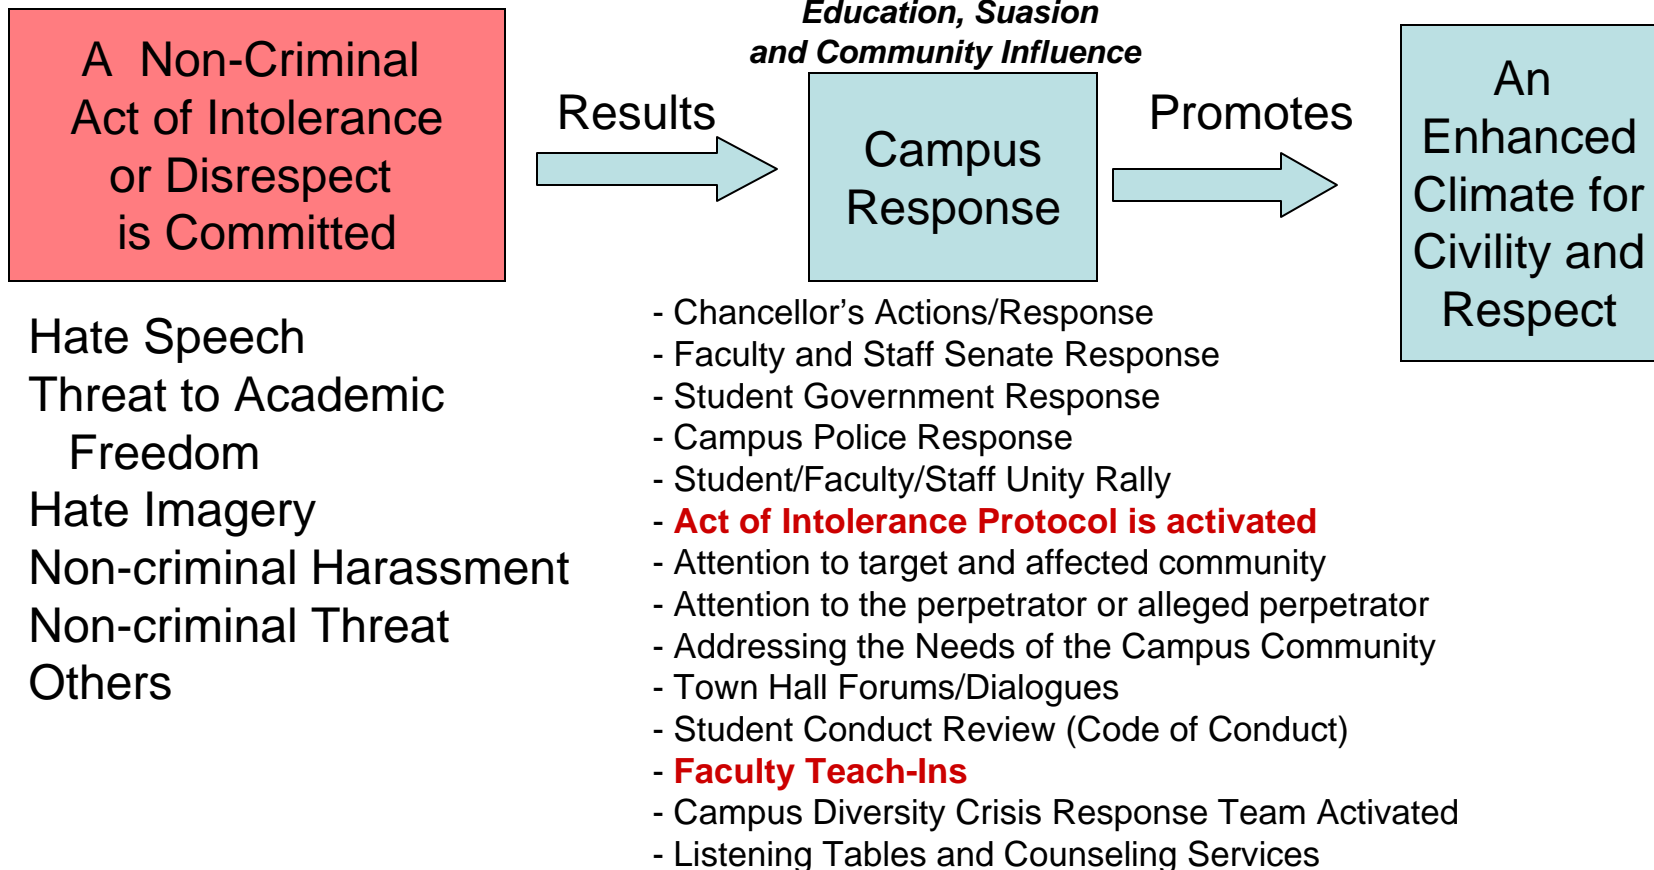 A Non-Criminal
Act of Intolerance
or Disrespect
is Committed
Results
Education, Suasion
and Community Influence
Campus
Response
Promotes
An
Enhanced
Climate for
Civility and
Respect
Hate Speech
Threat to Academic
Freedom
Hate Imagery
Non-criminal Harassment
Non-criminal Threat
Others
- Chancellor’s Actions/Response
- Faculty and Staff Senate Response
- Student Government Response
- Campus Police Response
- Student/Faculty/Staff Unity Rally
- Act of Intolerance Protocol is activated
- Attention to target and affected community
- Attention to the perpetrator or alleged perpetrator
- Addressing the Needs of the Campus Community
- Town Hall Forums/Dialogues
- Student Conduct Review (Code of Conduct)
- Faculty Teach-Ins
- Campus Diversity Crisis Response Team Activated
- Listening Tables and Counseling Services